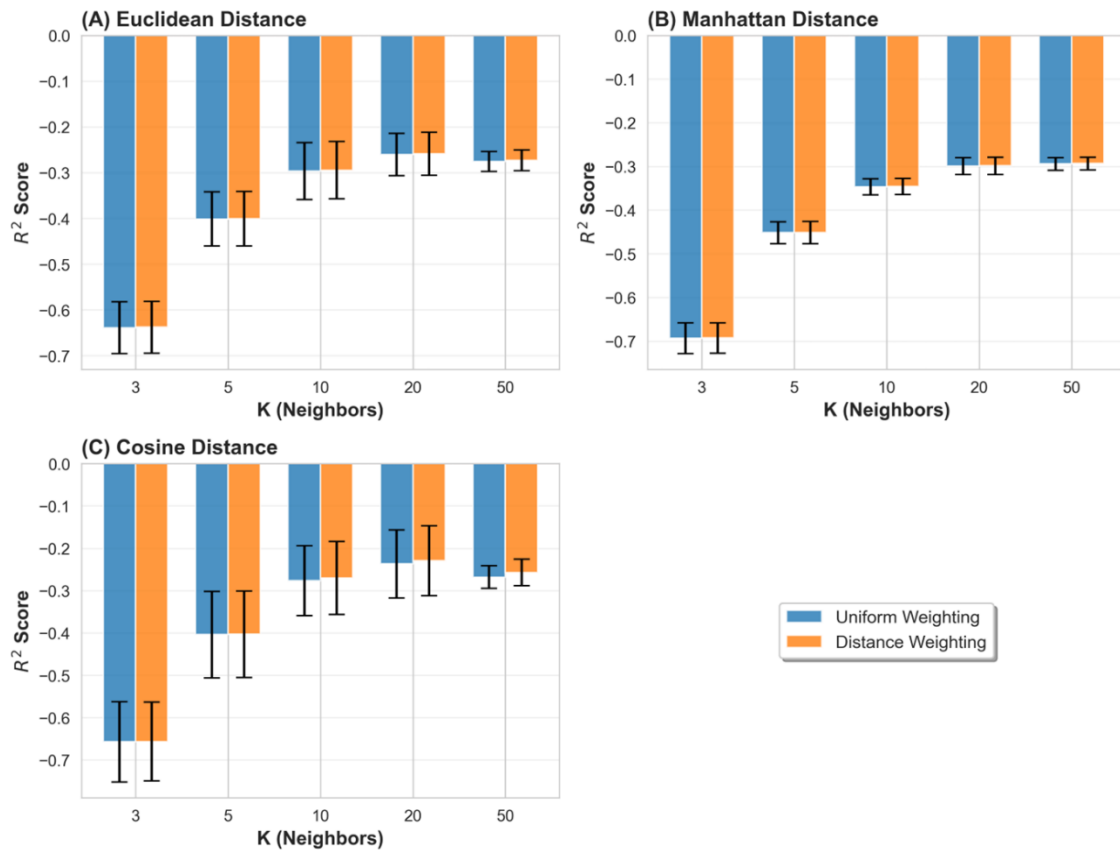 (A) Euclidean Distance
0.0
−0.1
−0.2
−0.3
−0.4
−0.5
−0.6
−0.7
R² Score
3 5 10 20 50
K (Neighbors)
(B) Manhattan Distance
0.0
−0.1
−0.2
−0.3
−0.4
−0.5
−0.6
−0.7
R² Score
3 5 10 20 50
K (Neighbors)
(C) Cosine Distance
0.0
−0.1
−0.2
−0.3
−0.4
−0.5
−0.6
−0.7
R² Score
3 5 10 20 50
K (Neighbors)
Uniform Weighting
Distance Weighting